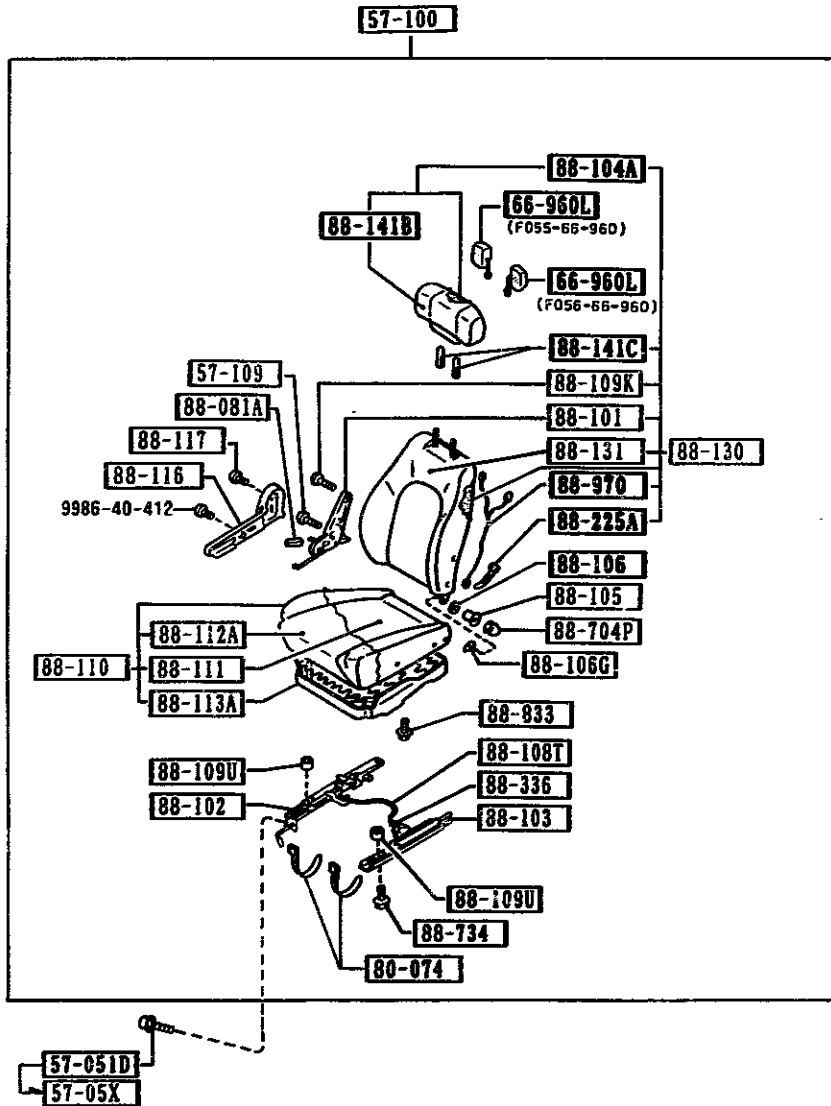 57-100
88-104A
66-960L
(F055-66-960)
88-141B
66-960L
(F056-66-960)
88-141C
57-109
88-109K
88-081A
88-101
88-117
88-131
88-130
88-116
88-970
9986-40-412
88-225A
88-106
88-105
88-112A
88-704P
88-110
88-111
88-106G
88-113A
88-833
88-108T
88-109U
88-336
88-102
88-103
88-109U
88-734
80-074
57-051D
57-05X